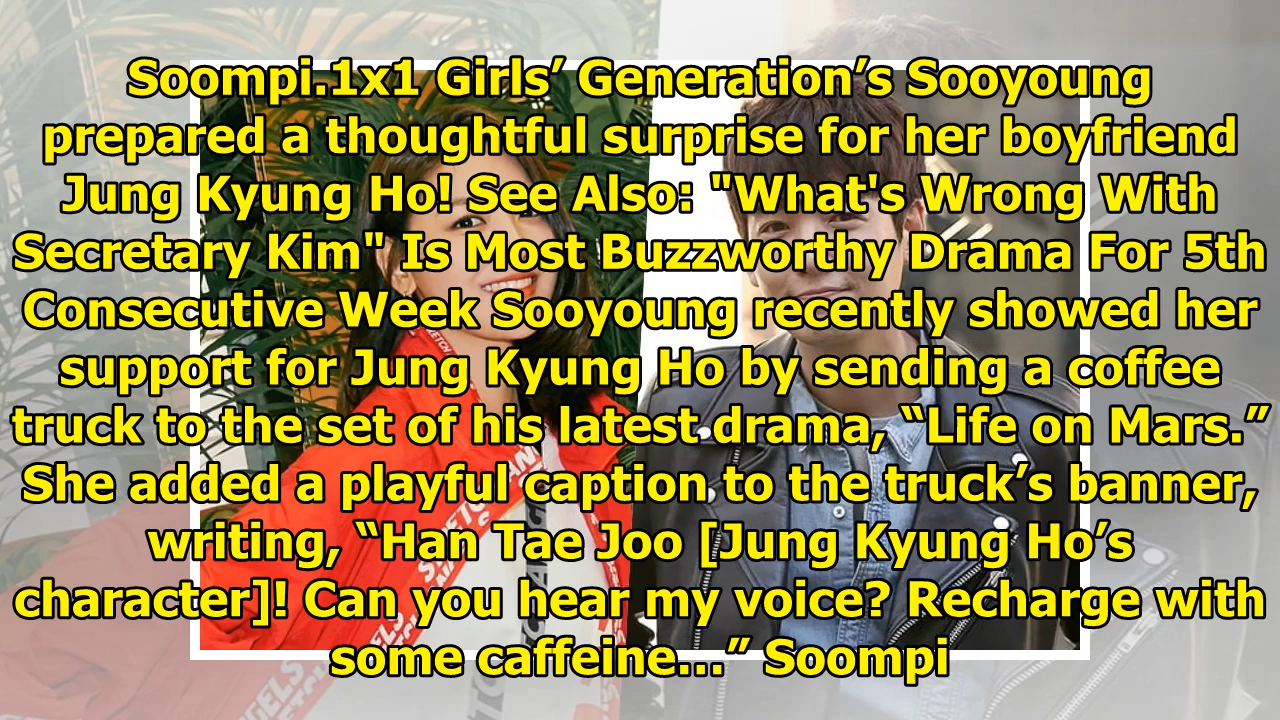 Soompi.1x1 Girls’ Generation’s Sooyoung
prepared a thoughtful surprise for her boyfriend
Jung Kyung Ho! See Also: "What's Wrong With
Secretary Kim" Is Most Buzzworthy Drama For 5th
Consecutive Week Sooyoung recently showed her
support for Jung Kyung Ho by sending a coffee
truck to the set of his latest drama, “Life on Mars.”
She added a playful caption to the truck’s banner,
writing, “Han Tae Joo [Jung Kyung Ho’s
character]! Can you hear my voice? Recharge with
some caffeine…” Soompi